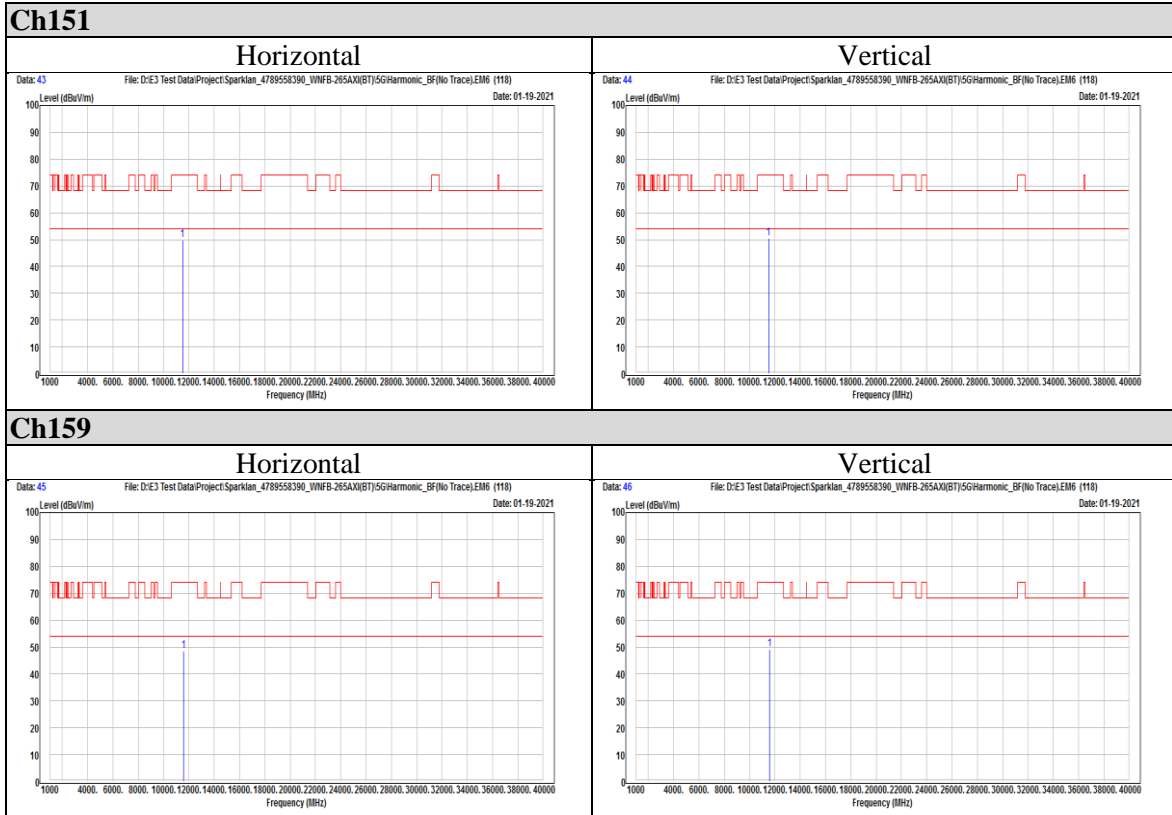 Ch151
Horizontal
Vertical
Data: 43 File: D:\E3 Test Data\Project\Sparklan_4789558390_WNFB-265AXI(BT)\5G\Harmonic_BF(No Trace).EM6 (118)
Level (dBuV/m) Date: 01-19-2021
100
90
80
70
60
50
40
30
20
10
0
1
1000 4000. 6000. 8000. 10000. 12000. 14000. 16000. 18000. 20000. 22000. 24000. 26000. 28000. 30000. 32000. 34000. 36000. 38000. 40000
Frequency (MHz)
Data: 44 File: D:\E3 Test Data\Project\Sparklan_4789558390_WNFB-265AXI(BT)\5G\Harmonic_BF(No Trace).EM6 (118)
Level (dBuV/m) Date: 01-19-2021
100
90
80
70
60
50
40
30
20
10
0
1
1000 4000. 6000. 8000. 10000. 12000. 14000. 16000. 18000. 20000. 22000. 24000. 26000. 28000. 30000. 32000. 34000. 36000. 38000. 40000
Frequency (MHz)
Ch159
Horizontal
Vertical
Data: 45 File: D:\E3 Test Data\Project\Sparklan_4789558390_WNFB-265AXI(BT)\5G\Harmonic_BF(No Trace).EM6 (118)
Level (dBuV/m) Date: 01-19-2021
100
90
80
70
60
50
40
30
20
10
0
1
1000 4000. 6000. 8000. 10000. 12000. 14000. 16000. 18000. 20000. 22000. 24000. 26000. 28000. 30000. 32000. 34000. 36000. 38000. 40000
Frequency (MHz)
Data: 46 File: D:\E3 Test Data\Project\Sparklan_4789558390_WNFB-265AXI(BT)\5G\Harmonic_BF(No Trace).EM6 (118)
Level (dBuV/m) Date: 01-19-2021
100
90
80
70
60
50
40
30
20
10
0
1
1000 4000. 6000. 8000. 10000. 12000. 14000. 16000. 18000. 20000. 22000. 24000. 26000. 28000. 30000. 32000. 34000. 36000. 38000. 40000
Frequency (MHz)